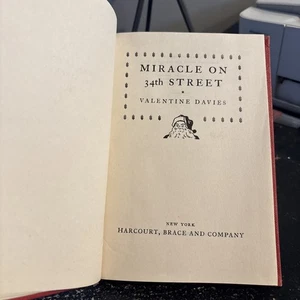 MIRACLE ON
34th STREET
VALENTINE DAVIES
NEW YORK
HARCOURT, BRACE AND COMPANY